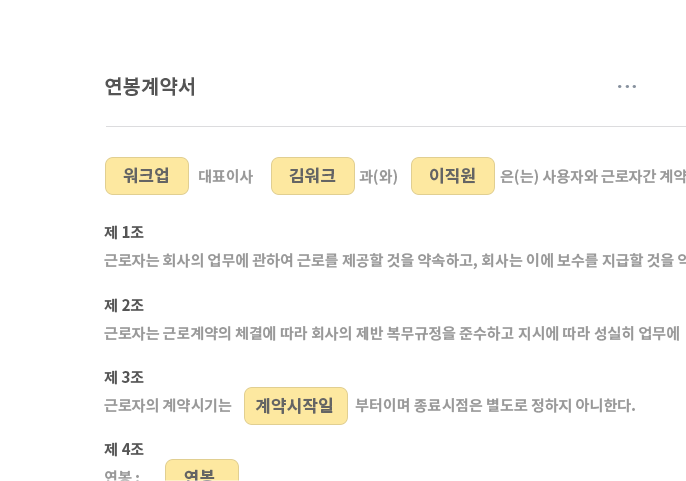 연봉계약서 ...
워크업 대표이사 김워크 과(와) 이직원 은(는) 사용자와 근로자간 계약
제 1조
근로자는 회사의 업무에 관하여 근로를 제공할 것을 약속하고, 회사는 이에 보수를 지급할 것을
제 2조
근로자는 근로계약의 체결에 따라 회사의 제반 복무규정을 준수하고 지시에 따라 성실히 업무에
제 3조
근로자의 계약시기는 계약시작일 부터이며 종료시점은 별도로 정하지 아니한다.
제 4조
연봉 : 연봉